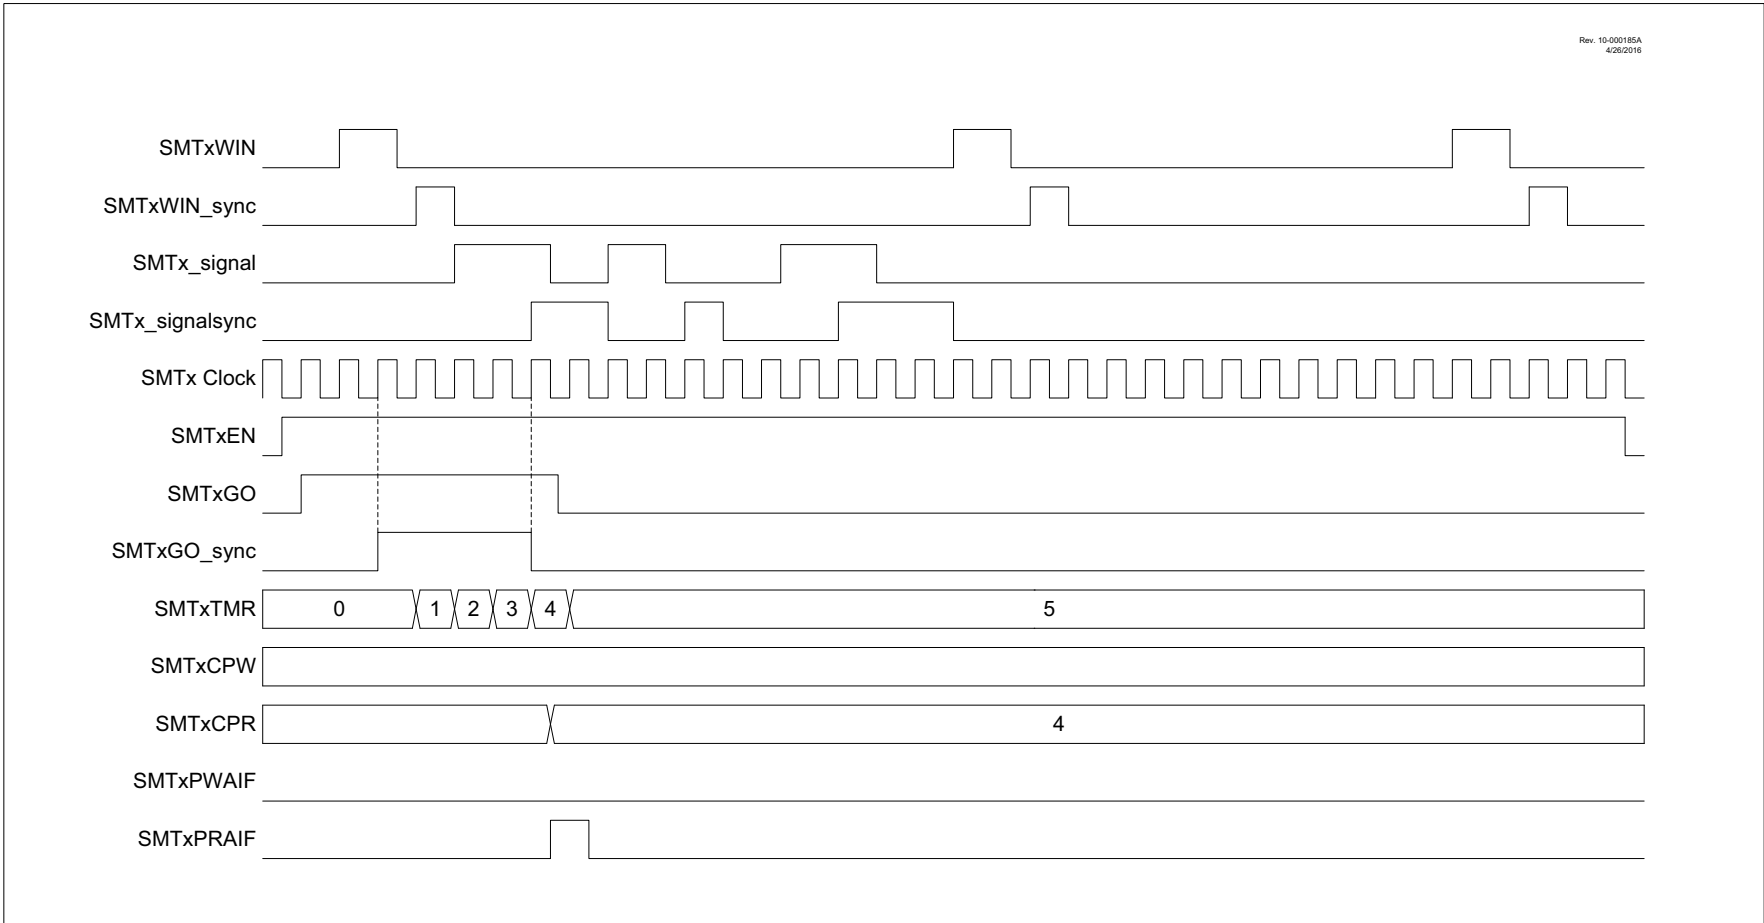 Rev. 10-000185A
4/26/2016
SMTxWIN
SMTxWIN_sync
SMTx_signal
SMTx_signalsync
SMTx Clock
SMTxEN
SMTxGO
SMTxGO_sync
SMTxTMR 0 1 2 3 4 5
SMTxCPW
SMTxCPR 4
SMTxPWAIF
SMTxPRAIF